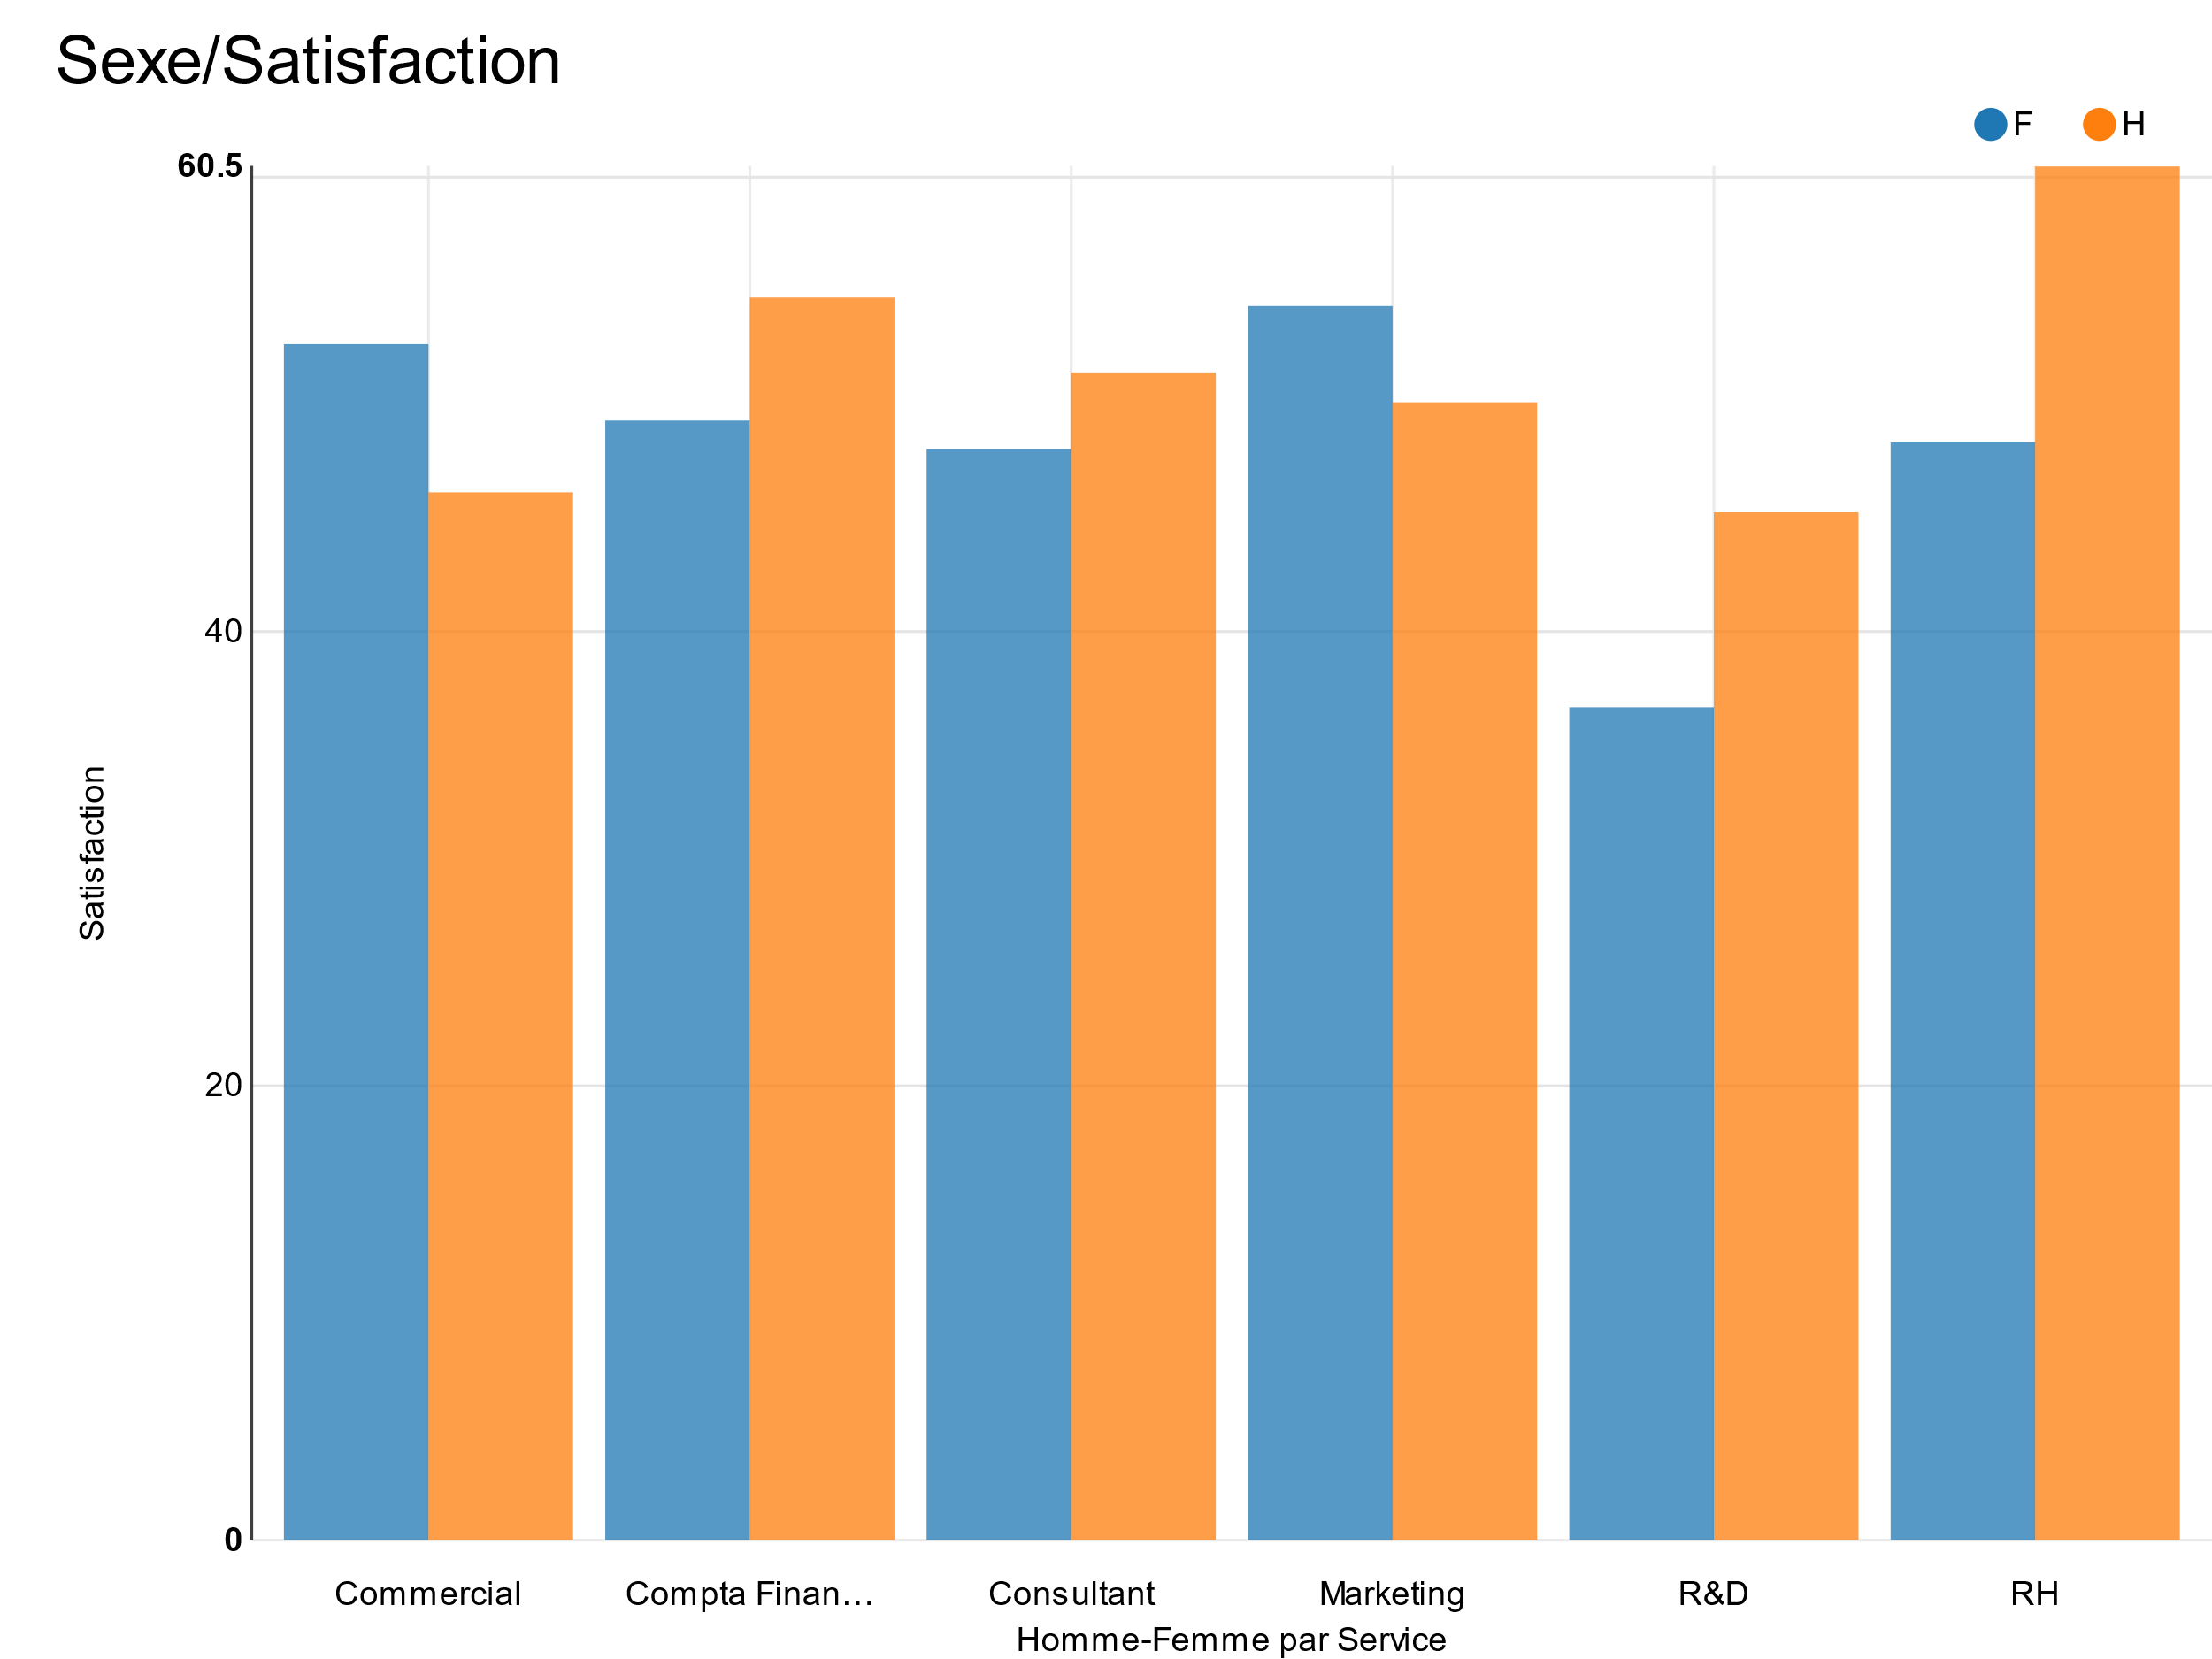 Sexe/Satisfaction
F H
60.5
40
20
0
Satisfaction
Commercial Compta Finan... Consultant Marketing R&D RH
Homme-Femme par Service